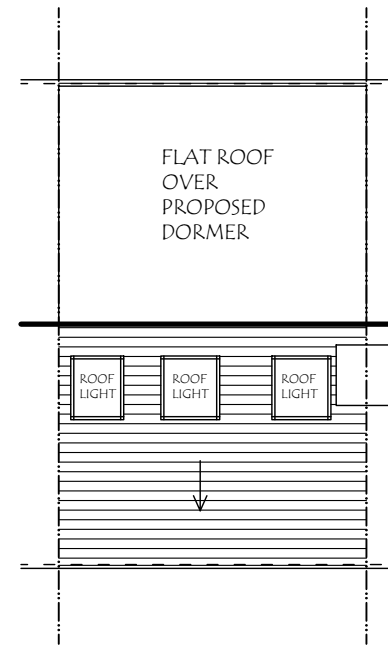 FLAT ROOF
OVER
PROPOSED
DORMER
ROOF
LIGHT
ROOF
LIGHT
ROOF
LIGHT